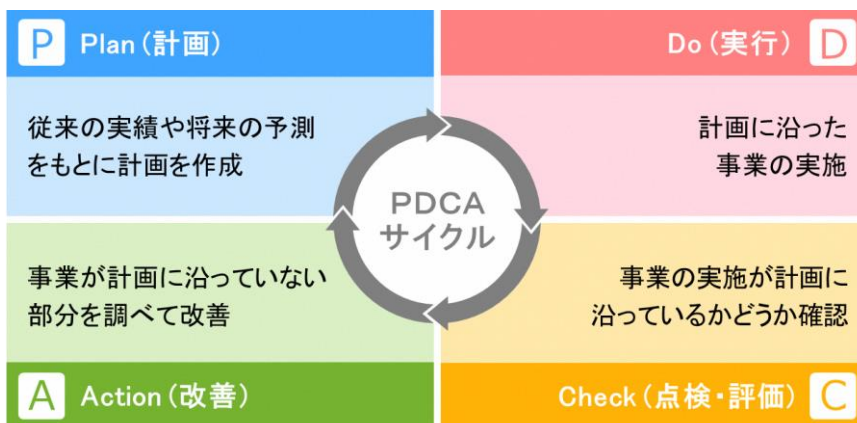 P Plan(計画)
Do(実行) D
従来の実績や将来の予測
をもとに計画を作成
計画に沿った
事業の実施
PDCA
サイクル
事業が計画に沿っていない
部分を調べて改善
事業の実施が計画に
沿っているかどうか確認
A Action(改善)
Check(点検・評価) C